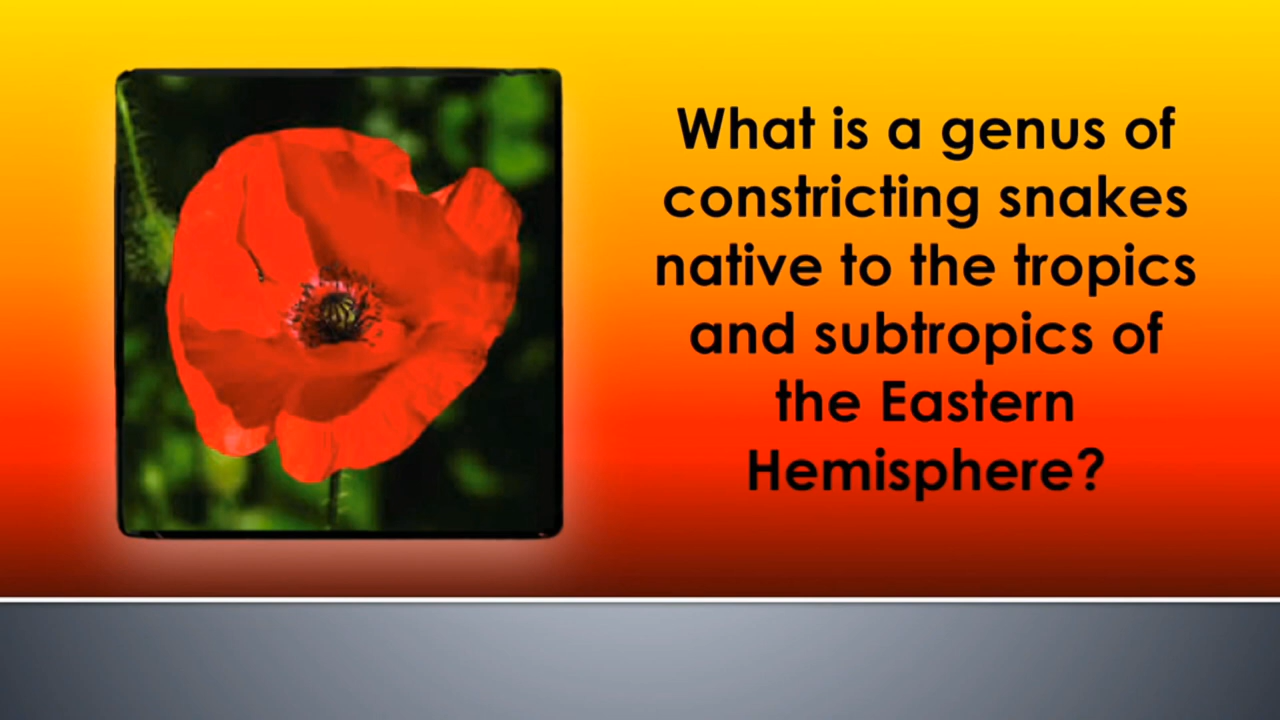 What is a genus of
constricting snakes
native to the tropics
and subtropics of
the Eastern
Hemisphere?